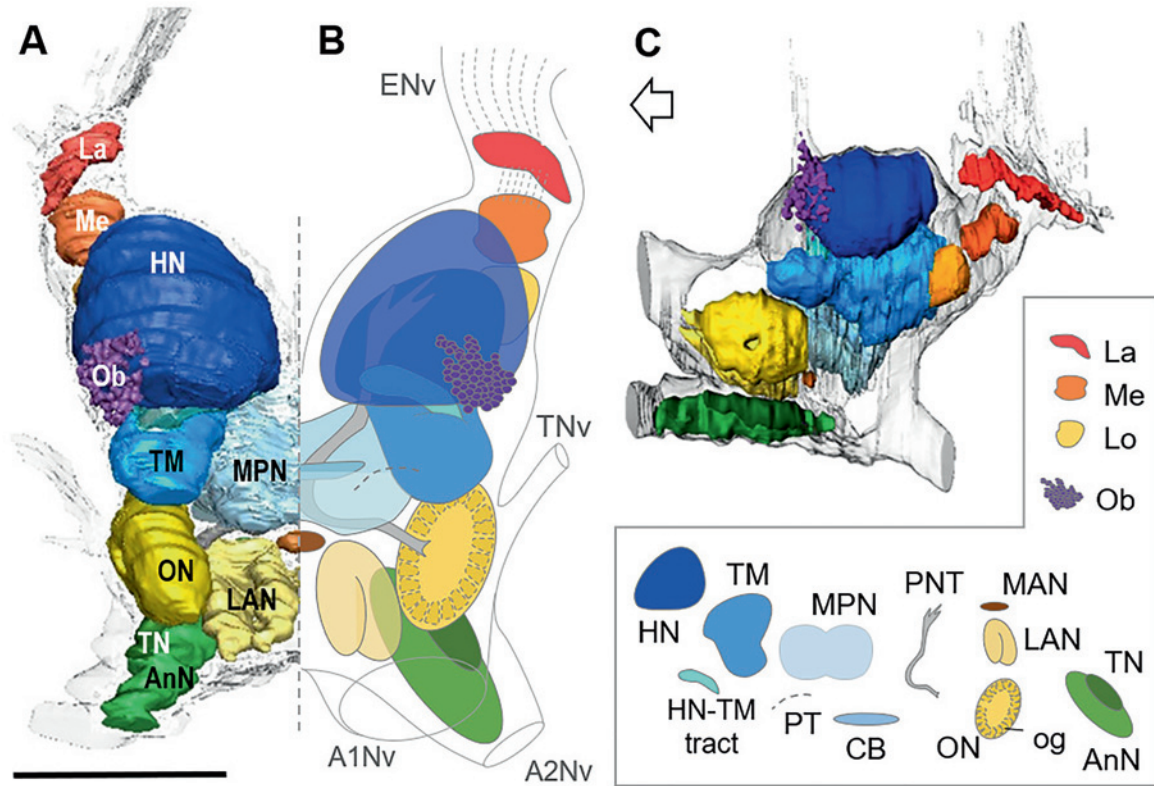 A
B
C
ENv
La
Me
HN
Ob
TNv
TM
MPN
ON
LAN
TN
AnN
A1Nv
A2Nv
La
Me
Lo
Ob
HN
TM
MPN
PNT
MAN
LAN
TN
HN-TM
tract
PT
CB
ON
og
AnN